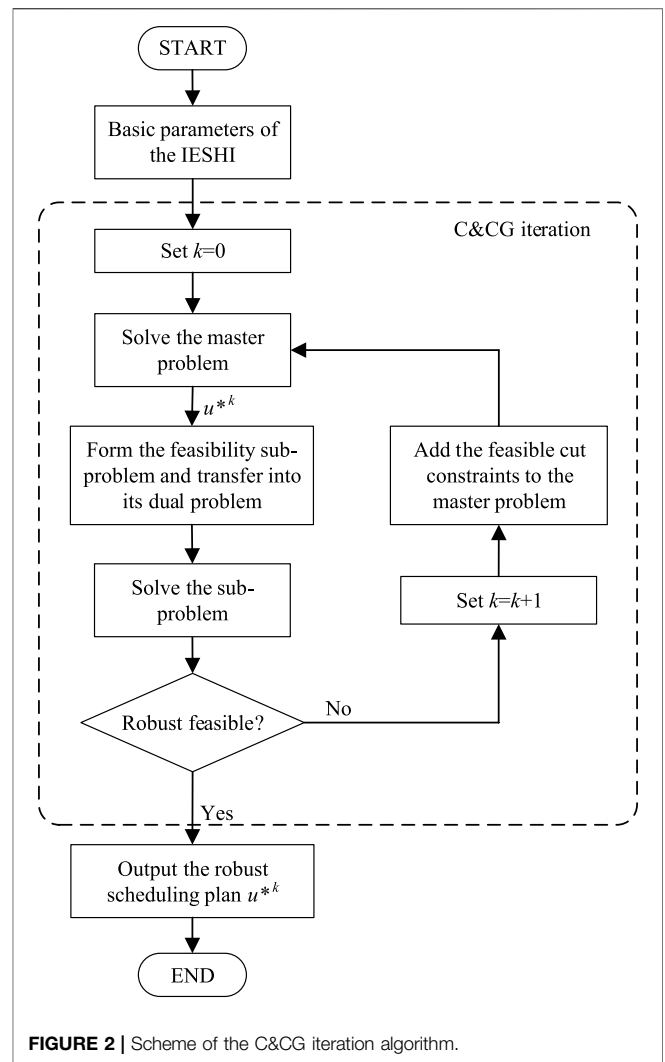 START
Basic parameters of
the IESHI
C&CG iteration
Set k=0
Solve the master
problem
u*ᵏ
Form the feasibility sub-
problem and transfer into
its dual problem
Add the feasible cut
constraints to the
master problem
Solve the sub-
problem
Set k=k+1
Robust feasible?
No
Yes
Output the robust
scheduling plan u*ᵏ
END
FIGURE 2 | Scheme of the C&CG iteration algorithm.